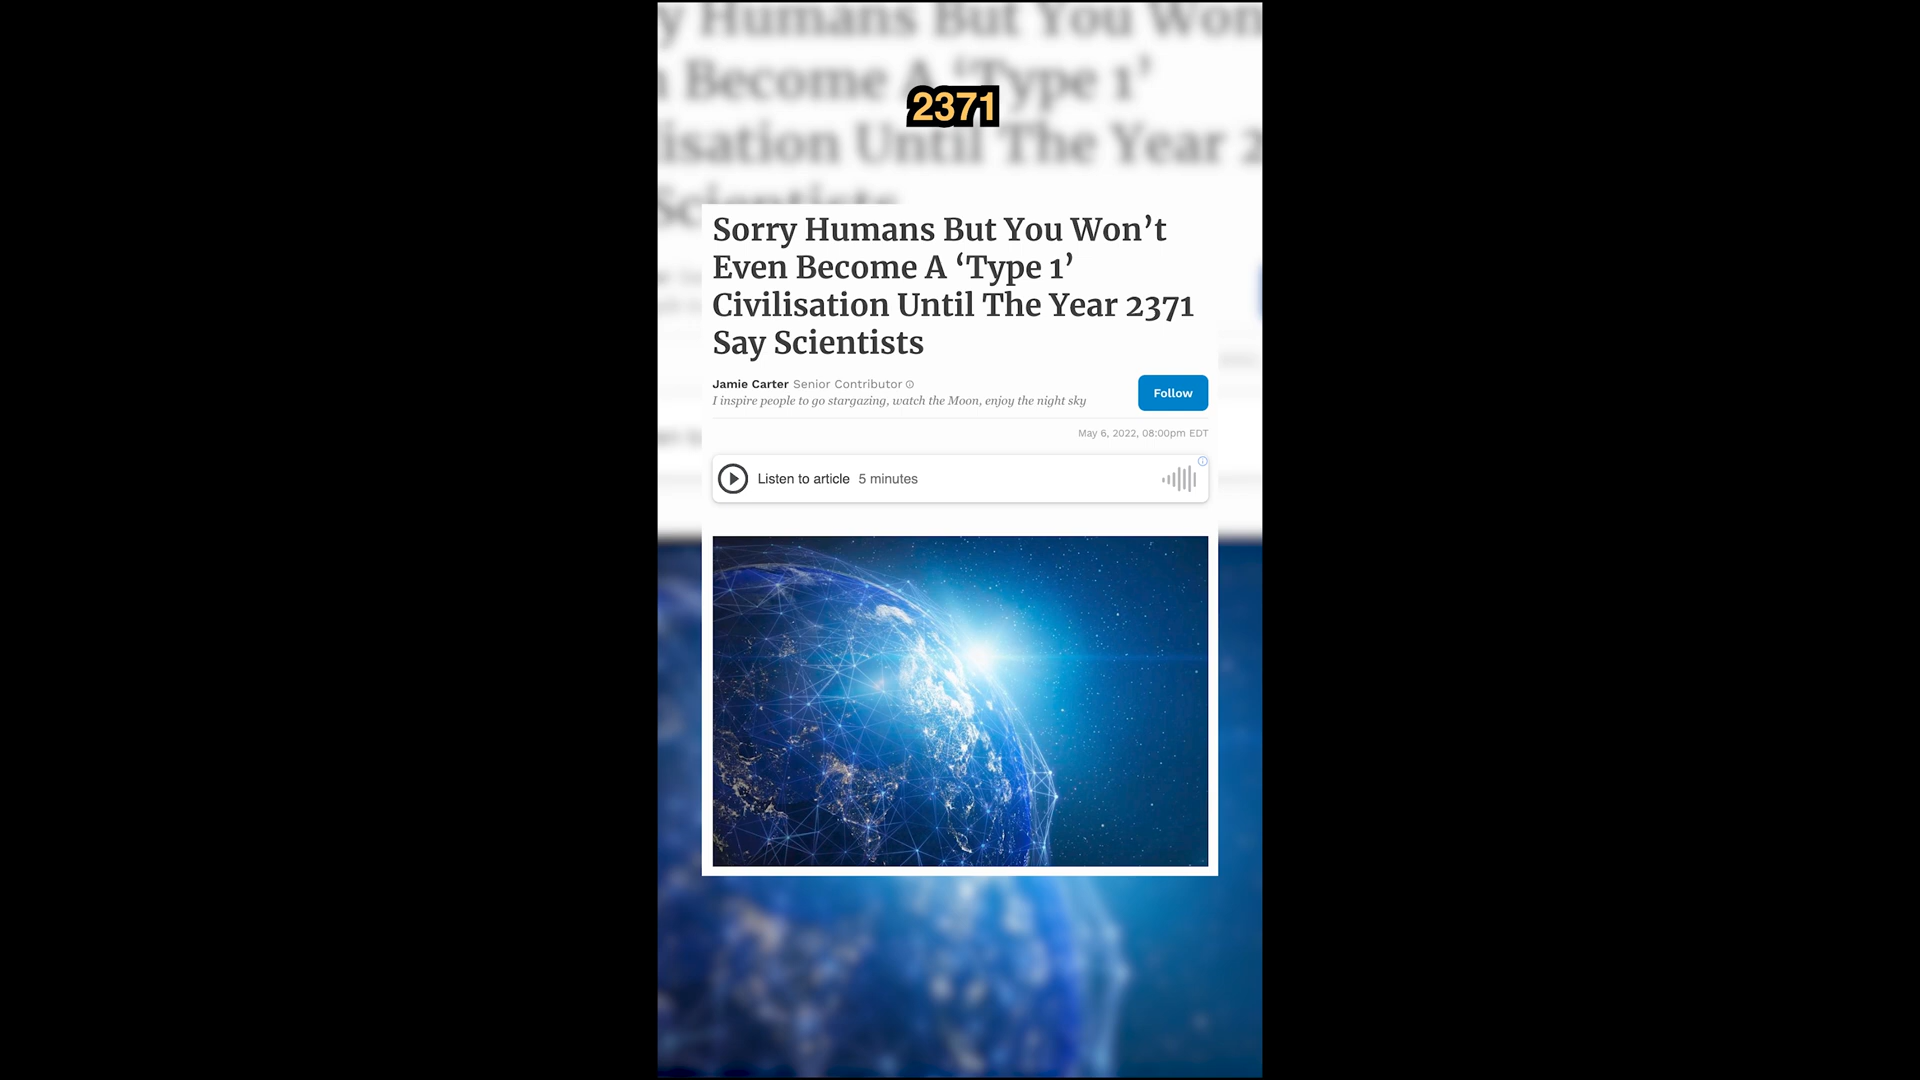 2371
Sorry Humans But You Won’t
Even Become A ‘Type 1’
Civilisation Until The Year 2371
Say Scientists
Jamie Carter Senior Contributor
I inspire people to go stargazing, watch the Moon, enjoy the night sky
Follow
May 6, 2022, 08:00pm EDT
Listen to article 5 minutes